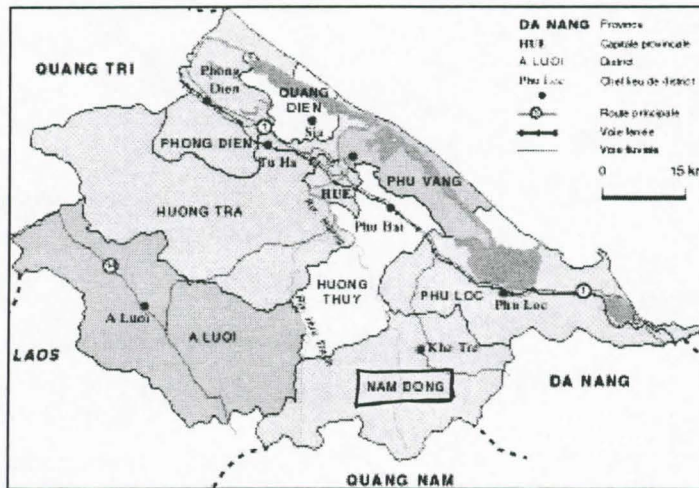 DA NANG Province
HUE Capitale provinciale
A LUOI District
Phu Loc Chef lieu de district
Route principale
Voie ferrée
Voie fluviale
0 15 km
QUANG TRI
Phong Dien
QUANG DIEN
Sia
PHONG DIEN
1
Tu Ha
HUE
PHU VANG
HUONG TRA
Phu Bai
HUONG THUY
PHU LOC
Phu Loc
1
A Luoi
A LUOI
Khe Tre
LAOS
NAM DONG
DA NANG
QUANG NAM